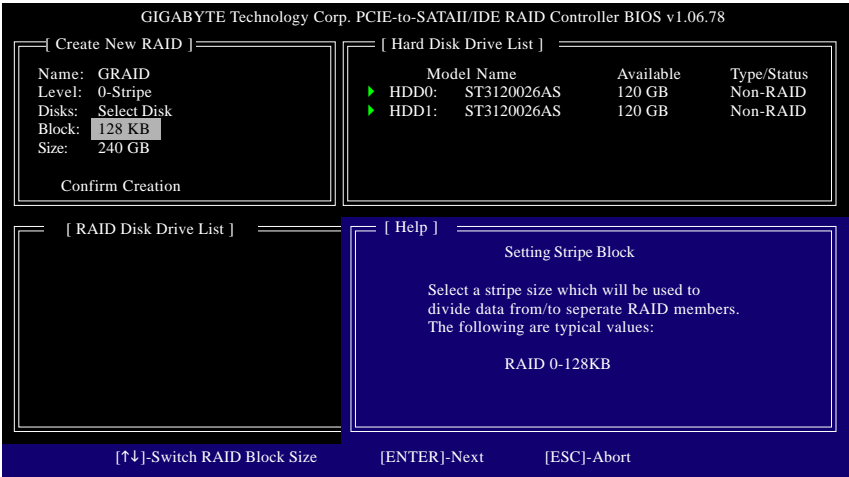 GIGABYTE Technology Corp. PCIE-to-SATAII/IDE RAID Controller BIOS v1.06.78
[ Create New RAID ]
Name: GRAID
Level: 0-Stripe
Disks: Select Disk
Block: 128 KB
Size: 240 GB
Confirm Creation
[ Hard Disk Drive List ]
Model Name Available Type/Status
HDD0: ST3120026AS 120 GB Non-RAID
HDD1: ST3120026AS 120 GB Non-RAID
[ RAID Disk Drive List ]
[ Help ]
Setting Stripe Block
Select a stripe size which will be used to
divide data from/to seperate RAID members.
The following are typical values:
RAID 0-128KB
[↑↓]-Switch RAID Block Size [ENTER]-Next [ESC]-Abort